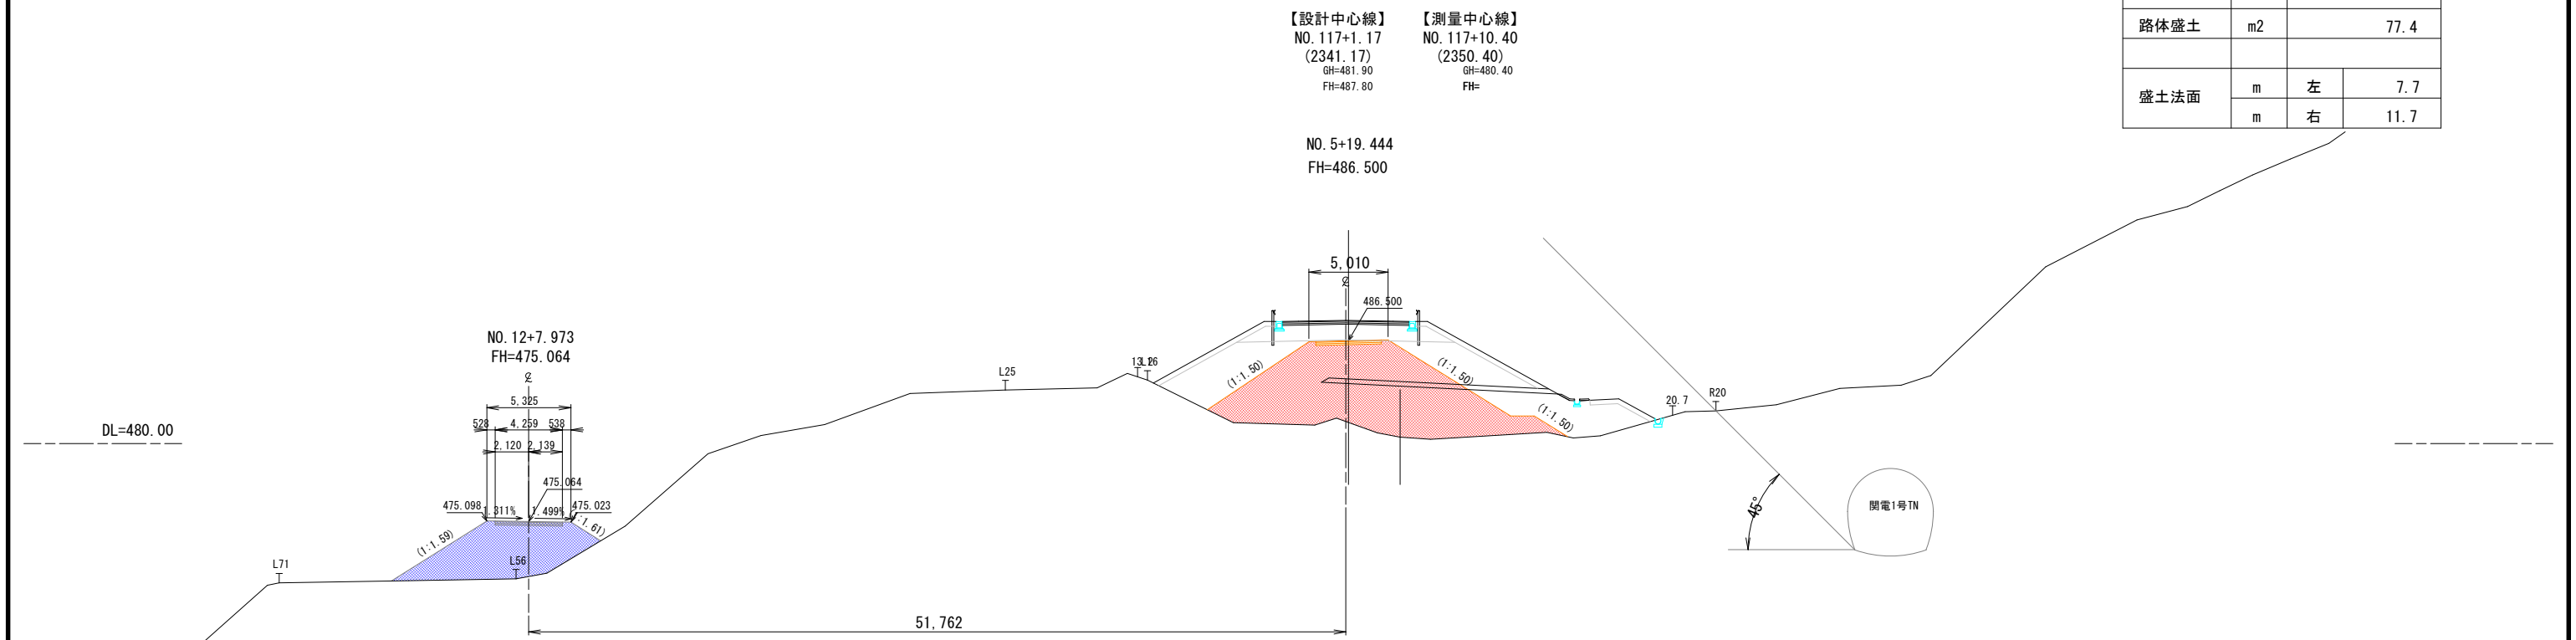 【設計中心線】
NO.117+1.17
(2341.17)
GH=481.90
FH=487.80
【測量中心線】
NO.117+10.40
(2350.40)
GH=480.40
FH=
路体盛土 m2 77.4
盛土法面 m 左 7.7
m 右 11.7
NO.5+19.444
FH=486.500
5,010
486.500
NO.12+7.973
FH=475.064
5,325
528 4,259 538
2,120 2,139
475.064
475.098 1.311% 1.499% 475.023
(1:1.59)
1:1.61)
L71
L56
L25
13.2
L16
(1:1.50)
(1:1.50)
(1:1.50)
20.7
R20
DL=480.00
45°
関電1号TN
51,762